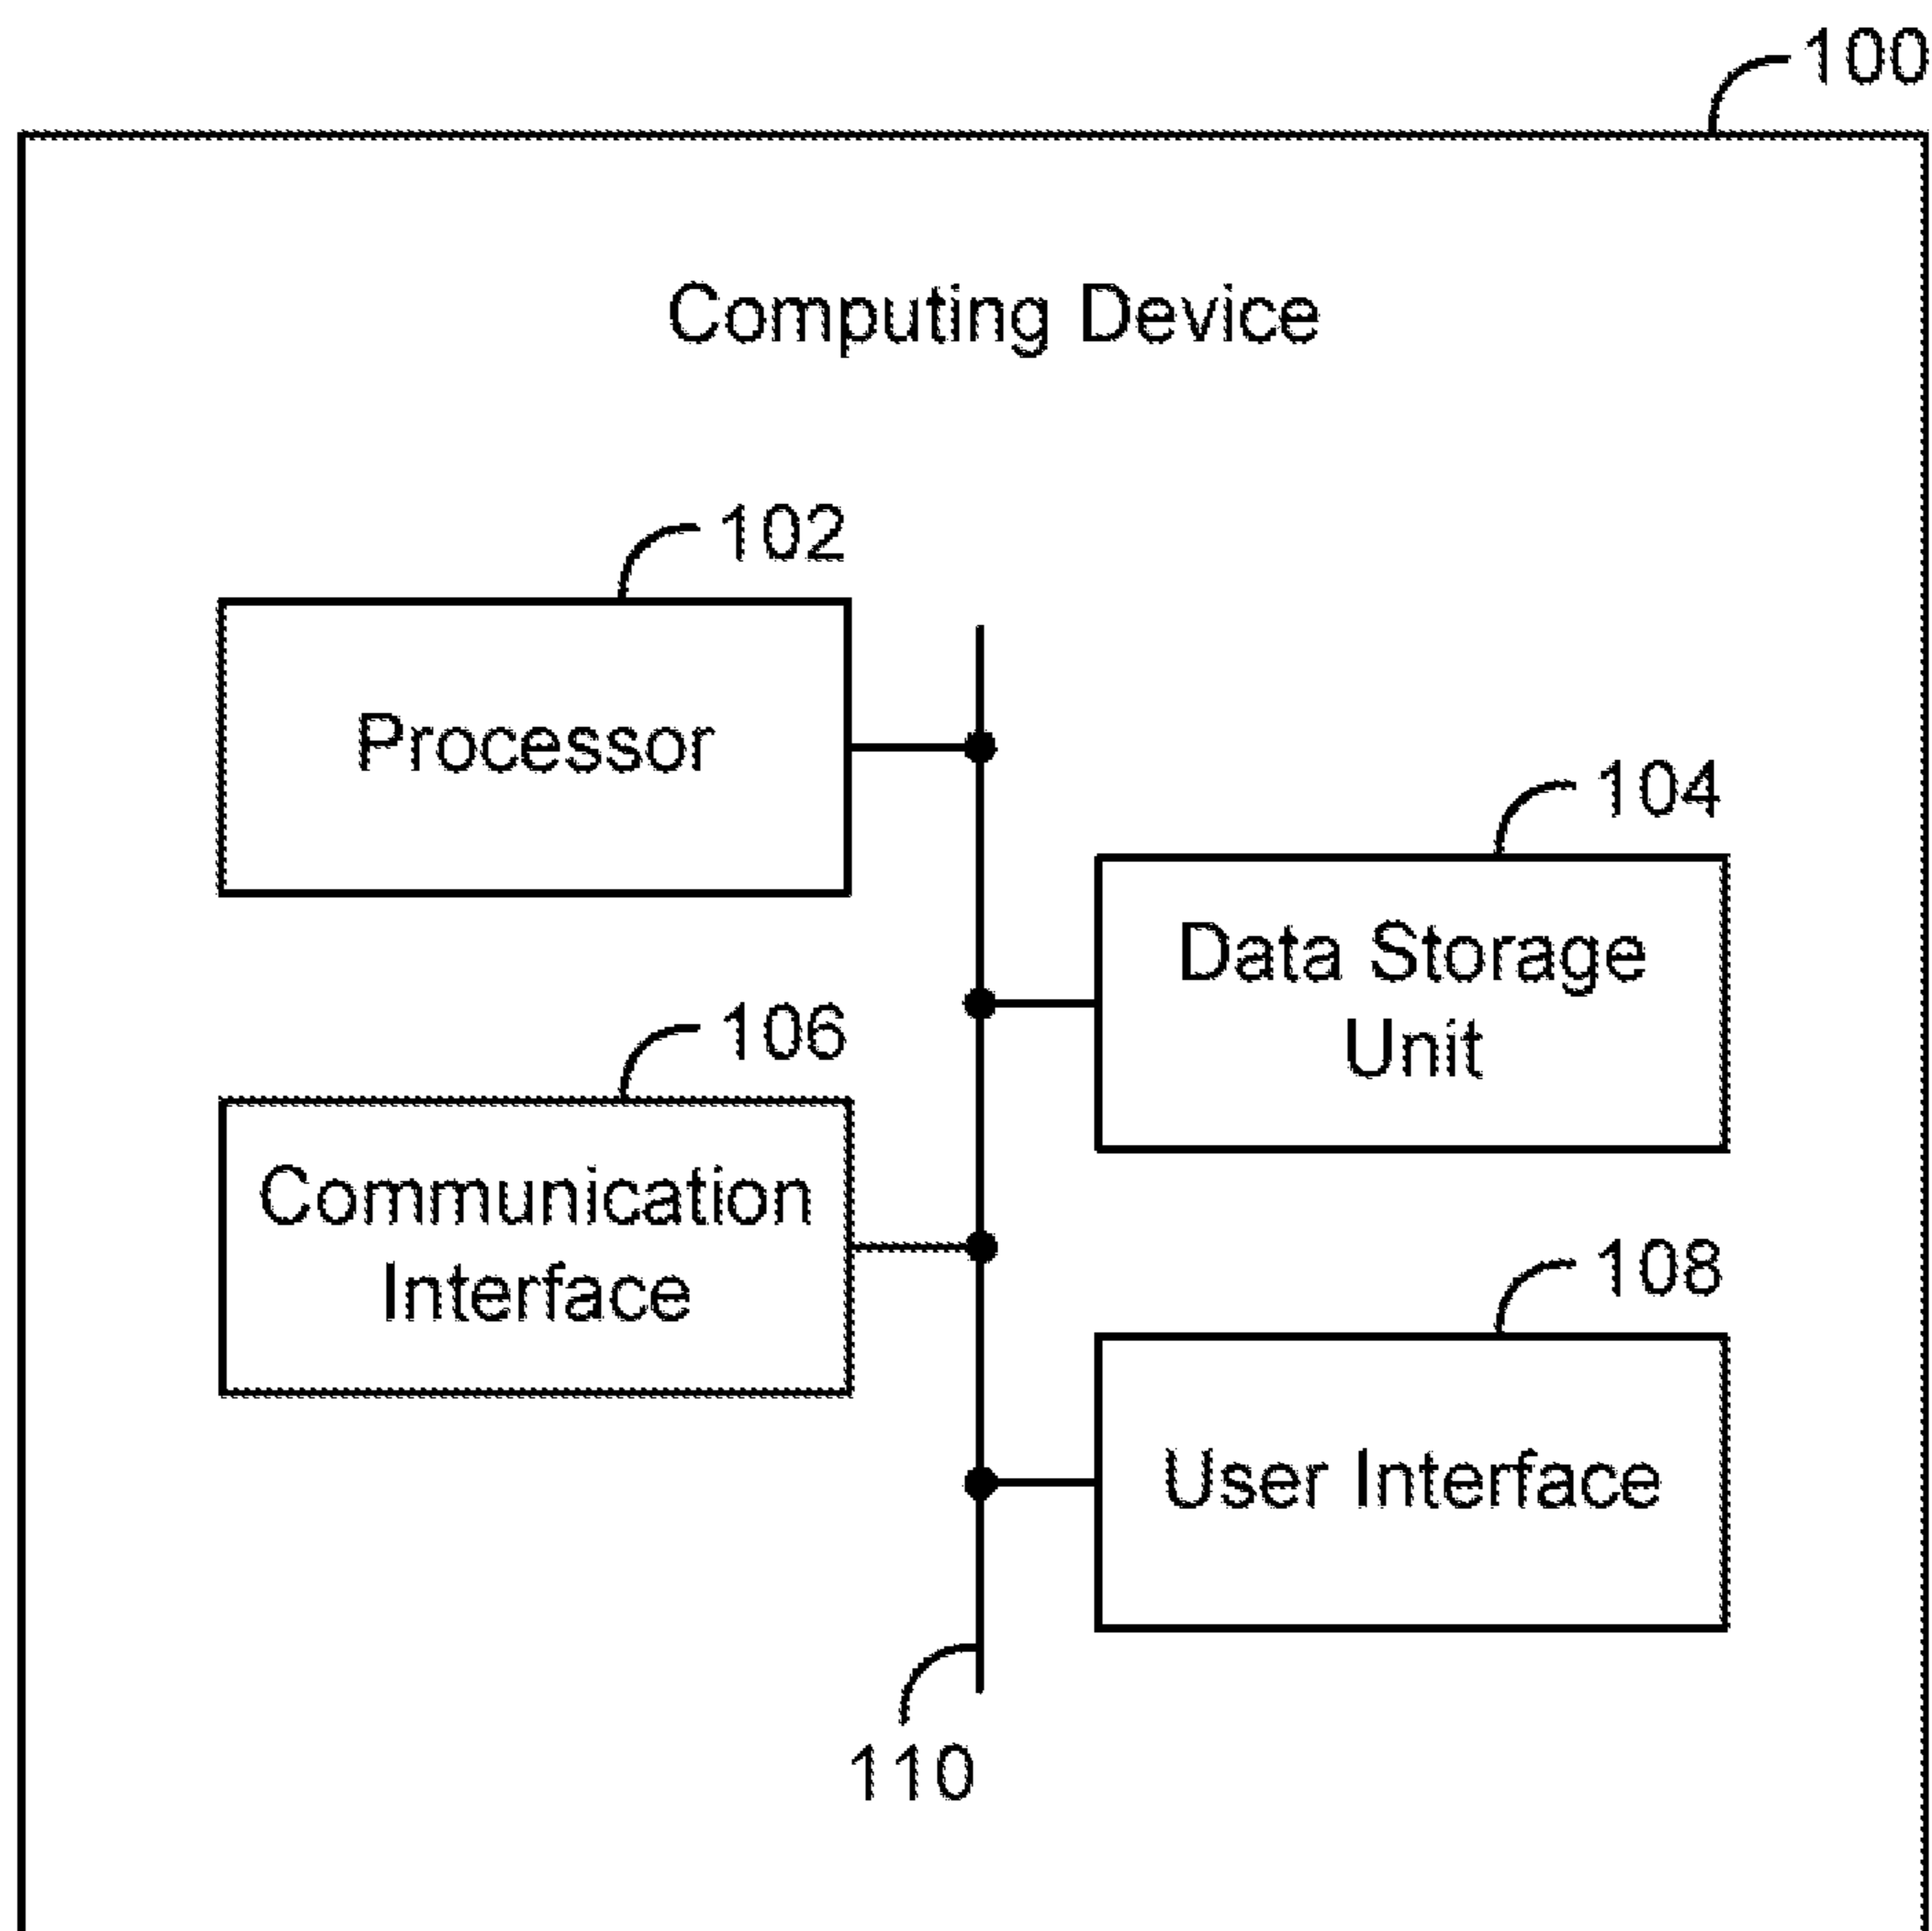 100
Computing Device
102
Processor
104
Data Storage
Unit
106
Communication
Interface
108
User Interface
110